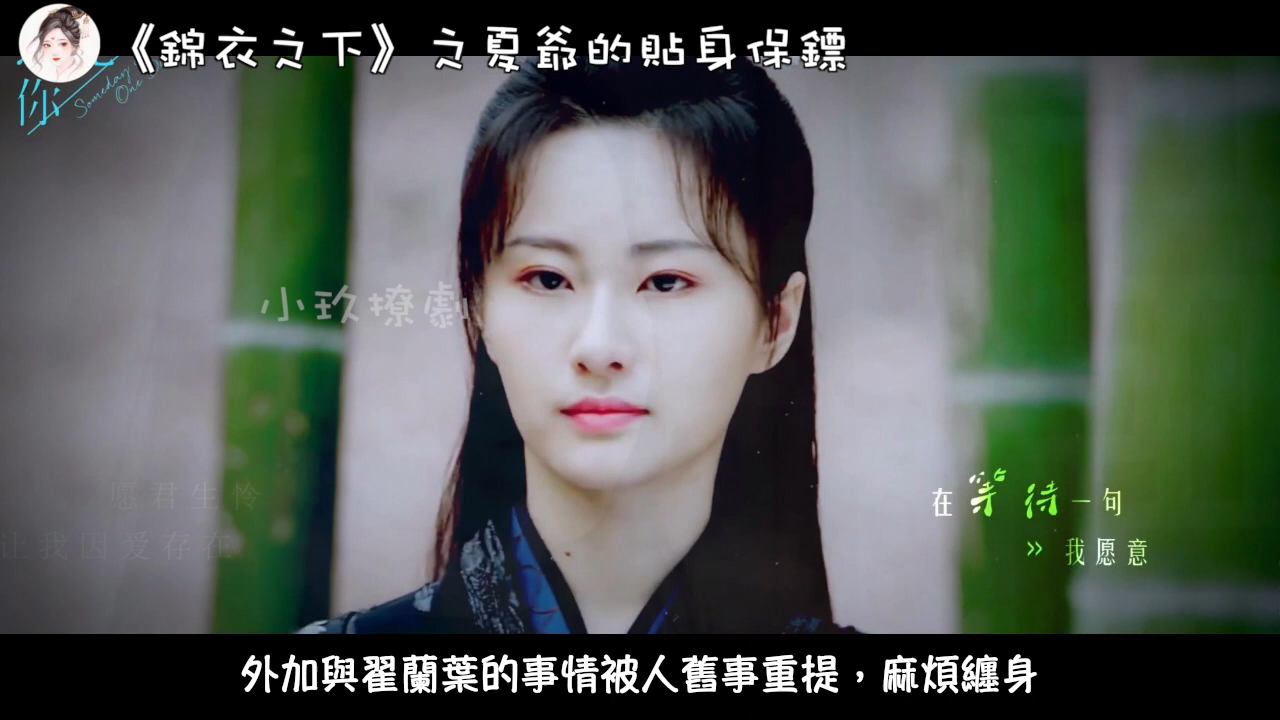 《錦衣之下》之夏爺的貼身保鏢
你
Someday
One
小玖撩劇
愿君生怜
让我因爱存在
在等待一句
» 我愿意
外加與翟蘭葉的事情被人舊事重提，麻煩纏身